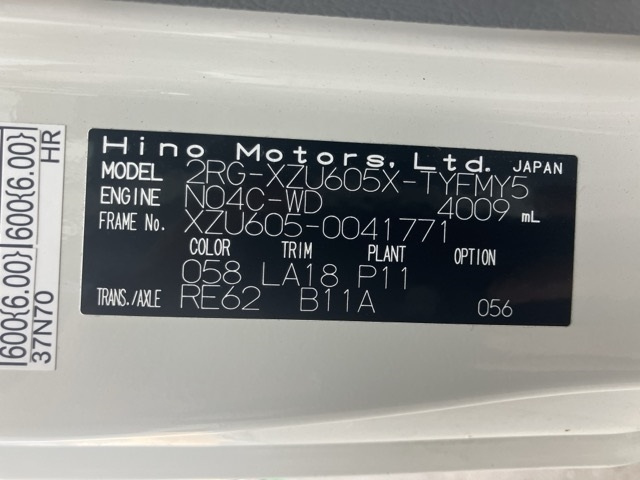 Hino Motors, Ltd. JAPAN
MODEL 2RG-XZU605X-TYFMY5
ENGINE N04C-WD 4009 mL
FRAME No. XZU605-0041771
COLOR TRIM PLANT OPTION
058 LA18 P11
TRANS./AXLE RE62 B11A 056
600{6.00} 600{6.00}
37N70 HR